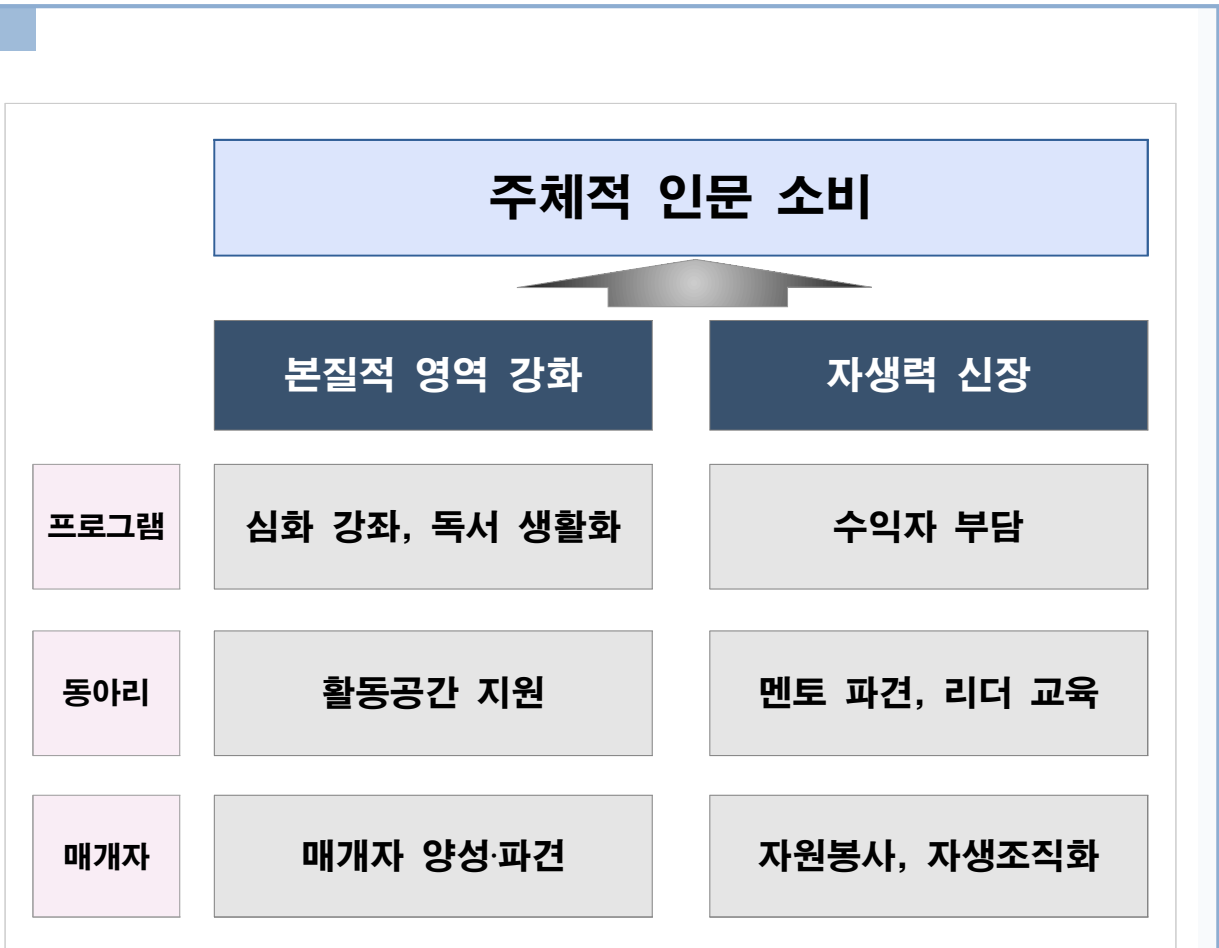 주체적 인문 소비
본질적 영역 강화
자생력 신장
프로그램
심화 강좌, 독서 생활화
수익자 부담
동아리
활동공간 지원
멘토 파견, 리더 교육
매개자
매개자 양성·파견
자원봉사, 자생조직화